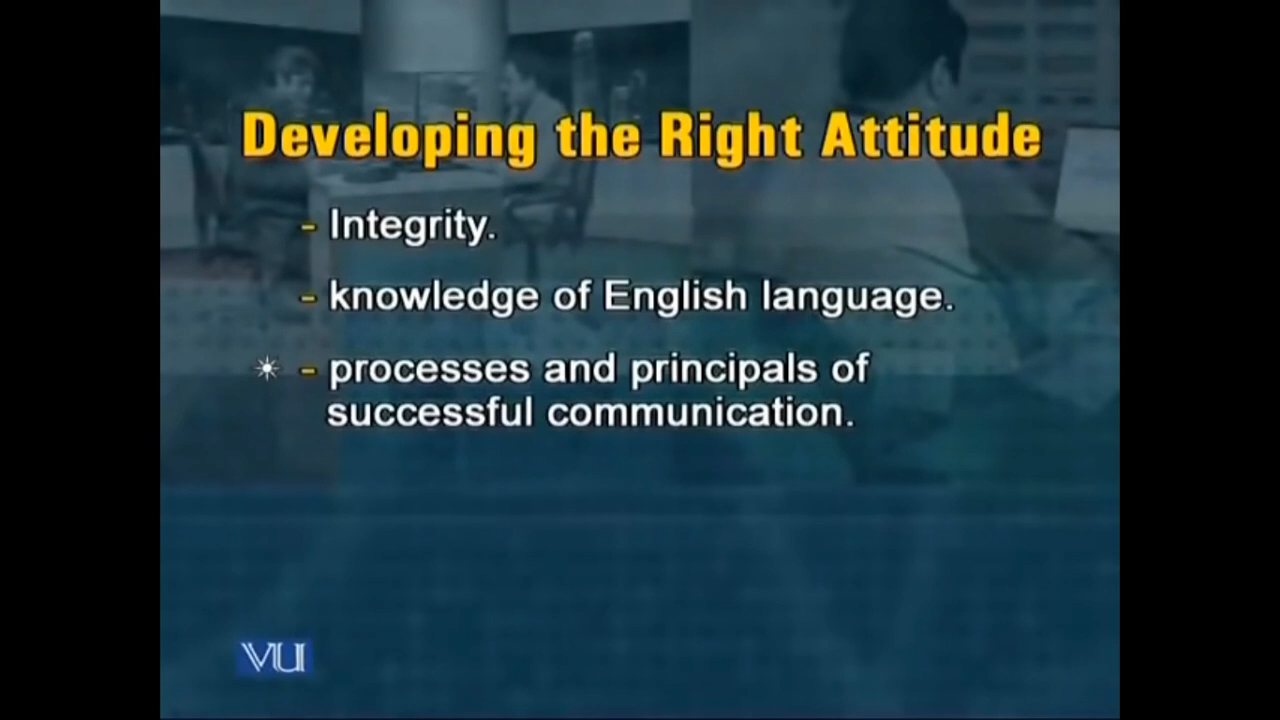 Developing the Right Attitude
- Integrity.
- knowledge of English language.
- processes and principals of
successful communication.
VU